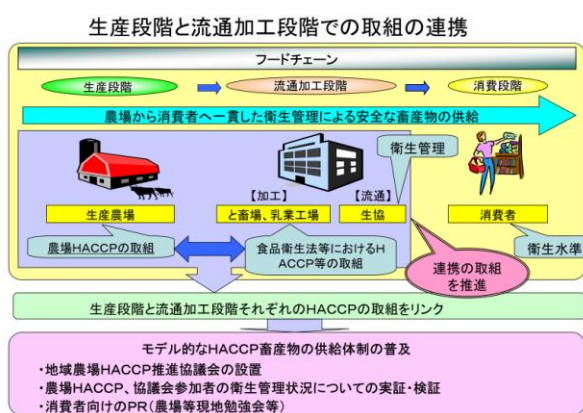 生産段階と流通加工段階での取組の連携
フードチェーン
生産段階
流通加工段階
消費段階
農場から消費者へ一貫した衛生管理による安全な畜産物の供給
衛生管理
【加工】
【流通】
生産農場
と畜場、乳業工場
生協
消費者
農場HACCPの取組
食品衛生法等におけるH
ACCP等の取組
連携の取組
を推進
衛生水準
生産段階と流通加工段階それぞれのHACCPの取組をリンク
モデル的なHACCP畜産物の供給体制の普及
・地域農場HACCP推進協議会の設置
・農場HACCP、協議会参加者の衛生管理状況についての実証・検証
・消費者向けのPR(農場等現地勉強会等)